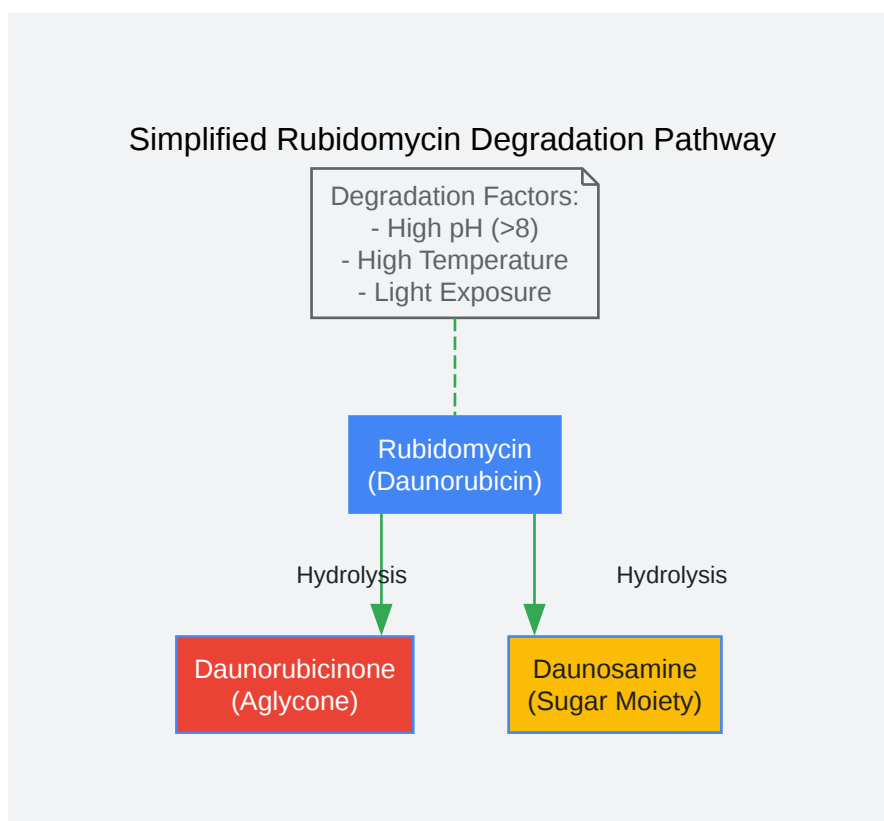 Simplified Rubidomycin Degradation Pathway
Degradation Factors:
- High pH (>8)
- High Temperature
- Light Exposure
Rubidomycin
(Daunorubicin)
Hydrolysis
Hydrolysis
Daunorubicinone
(Aglycone)
Daunosamine
(Sugar Moiety)